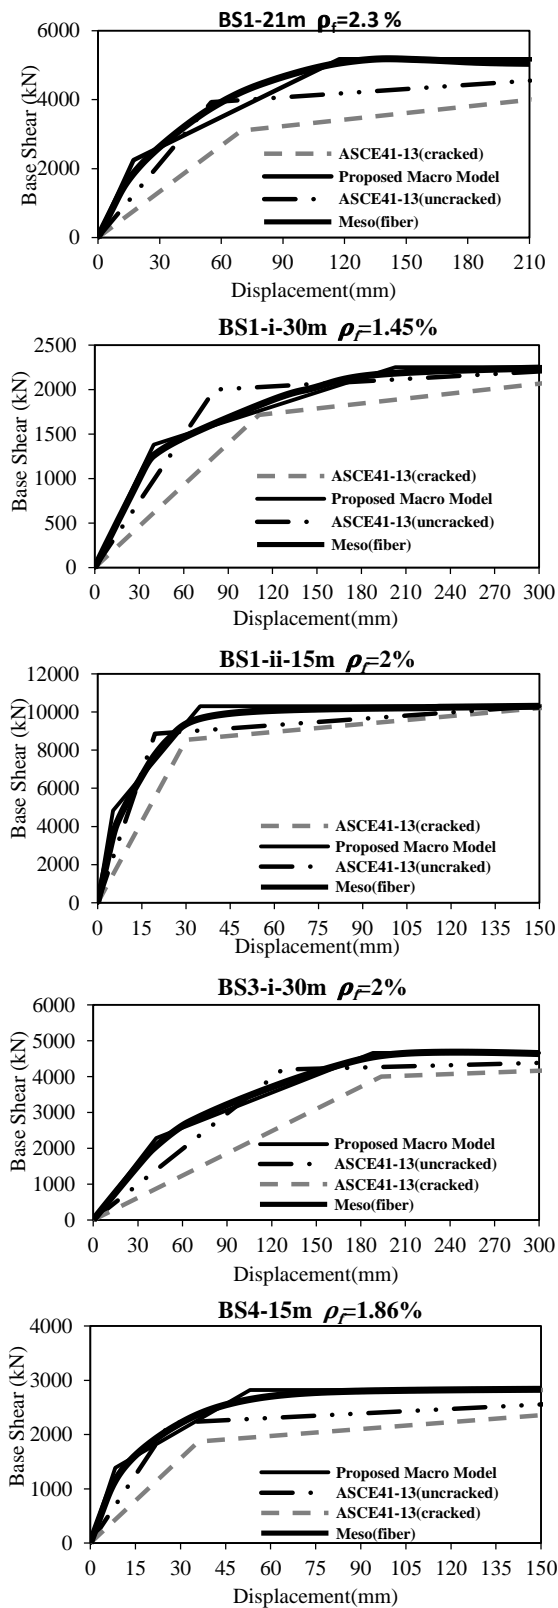 BS1-21m ρf=2.3 %
Base Shear (kN)
6000
4000
2000
0
ASCE41-13(cracked)
Proposed Macro Model
ASCE41-13(uncracked)
Meso(fiber)
0 30 60 90 120 150 180 210
Displacement(mm)
BS1-i-30m ρf=1.45%
Base Shear (kN)
2500
2000
1500
1000
500
0
ASCE41-13(cracked)
Proposed Macro Model
ASCE41-13(uncracked)
Meso(fiber)
0 30 60 90 120 150 180 210 240 270 300
Displacement(mm)
BS1-ii-15m ρf=2%
Base Shear (kN)
12000
10000
8000
6000
4000
2000
0
ASCE41-13(cracked)
Proposed Macro Model
ASCE41-13(uncraked)
Meso(fiber)
0 15 30 45 60 75 90 105 120 135 150
Displacement(mm)
BS3-i-30m ρf=2%
Base Shear (kN)
6000
5000
4000
3000
2000
1000
0
Proposed Macro Model
ASCE41-13(uncracked)
ASCE41-13(cracked)
Meso(fiber)
0 30 60 90 120 150 180 210 240 270 300
Displacement(mm)
BS4-15m ρf=1.86%
Base Shear (kN)
4000
3000
2000
1000
0
Proposed Macro Model
ASCE41-13(uncracked)
ASCE41-13(cracked)
Meso(fiber)
0 15 30 45 60 75 90 105 120 135 150
Displacement(mm)